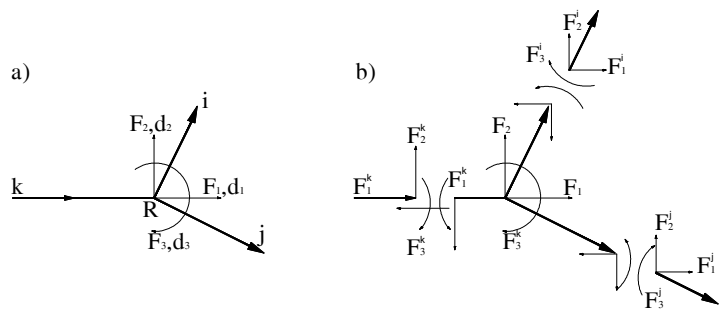 a)
i
F₂,d₂
k
F₁,d₁
R
F₃,d₃
j
b)
F₂ⁱ
F₃ⁱ
F₁ⁱ
F₂ᵏ
F₂
F₁ᵏ
F₁ᵏ
F₁
F₃ᵏ
F₃ᵏ
F₂ʲ
F₁ʲ
F₃ʲ